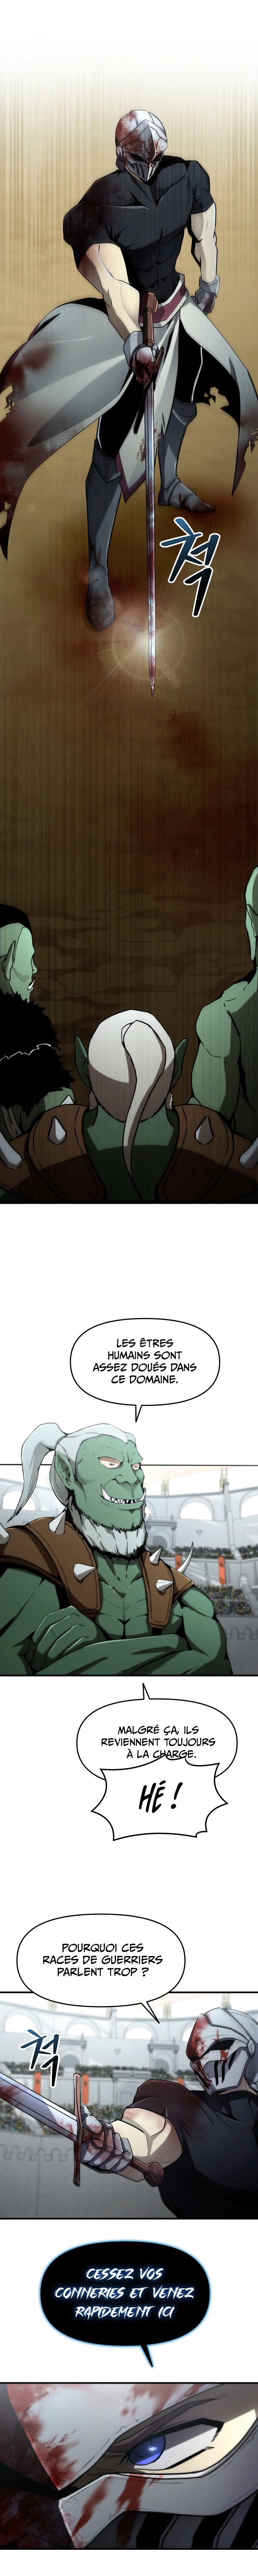 척
LES ÊTRES
HUMAINS SONT
ASSEZ DOUÉS DANS
CE DOMAINE.
MALGRÉ ÇA, ILS
REVIENNENT TOUJOURS
À LA CHARGE.
HÉ !
POURQUOI CES
RACES DE GUERRIERS
PARLENT TROP ?
척
CESSEZ VOS
CONNERIES ET VENEZ
RAPIDEMENT ICI